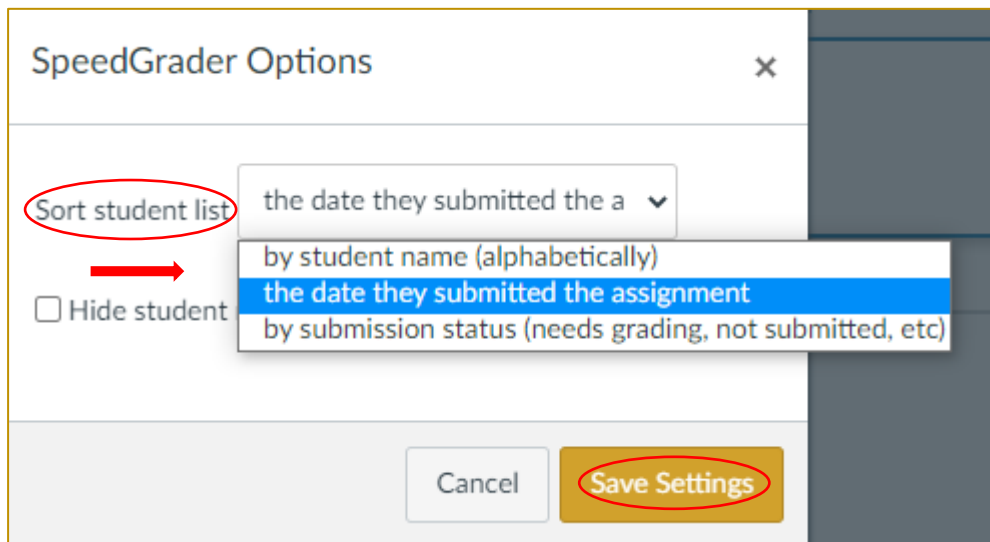 SpeedGrader Options
×
Sort student list
the date they submitted the a
by student name (alphabetically)
the date they submitted the assignment
Hide student
by submission status (needs grading, not submitted, etc)
Cancel
Save Settings